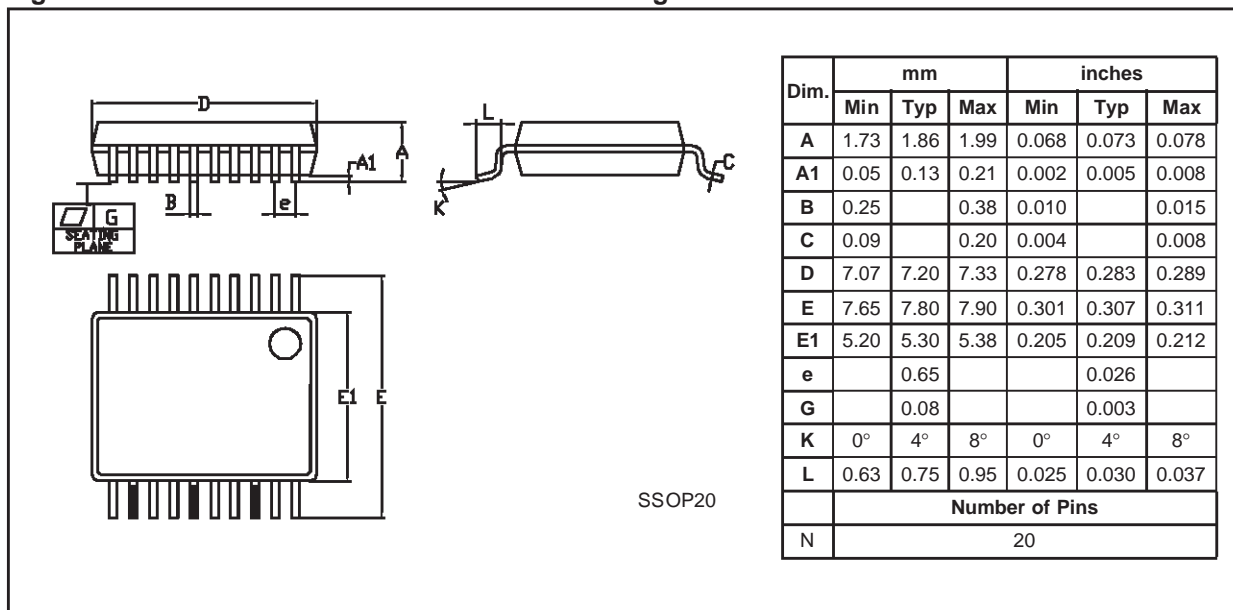 D
L
A1
A
C
B
e
K
G
SEATING
PLANE
E1
E
SSOP20
Dim. mm inches
Min Typ Max Min Typ Max
A 1.73 1.86 1.99 0.068 0.073 0.078
A1 0.05 0.13 0.21 0.002 0.005 0.008
B 0.25 0.38 0.010 0.015
C 0.09 0.20 0.004 0.008
D 7.07 7.20 7.33 0.278 0.283 0.289
E 7.65 7.80 7.90 0.301 0.307 0.311
E1 5.20 5.30 5.38 0.205 0.209 0.212
e 0.65 0.026
G 0.08 0.003
K 0° 4° 8° 0° 4° 8°
L 0.63 0.75 0.95 0.025 0.030 0.037
Number of Pins
N 20